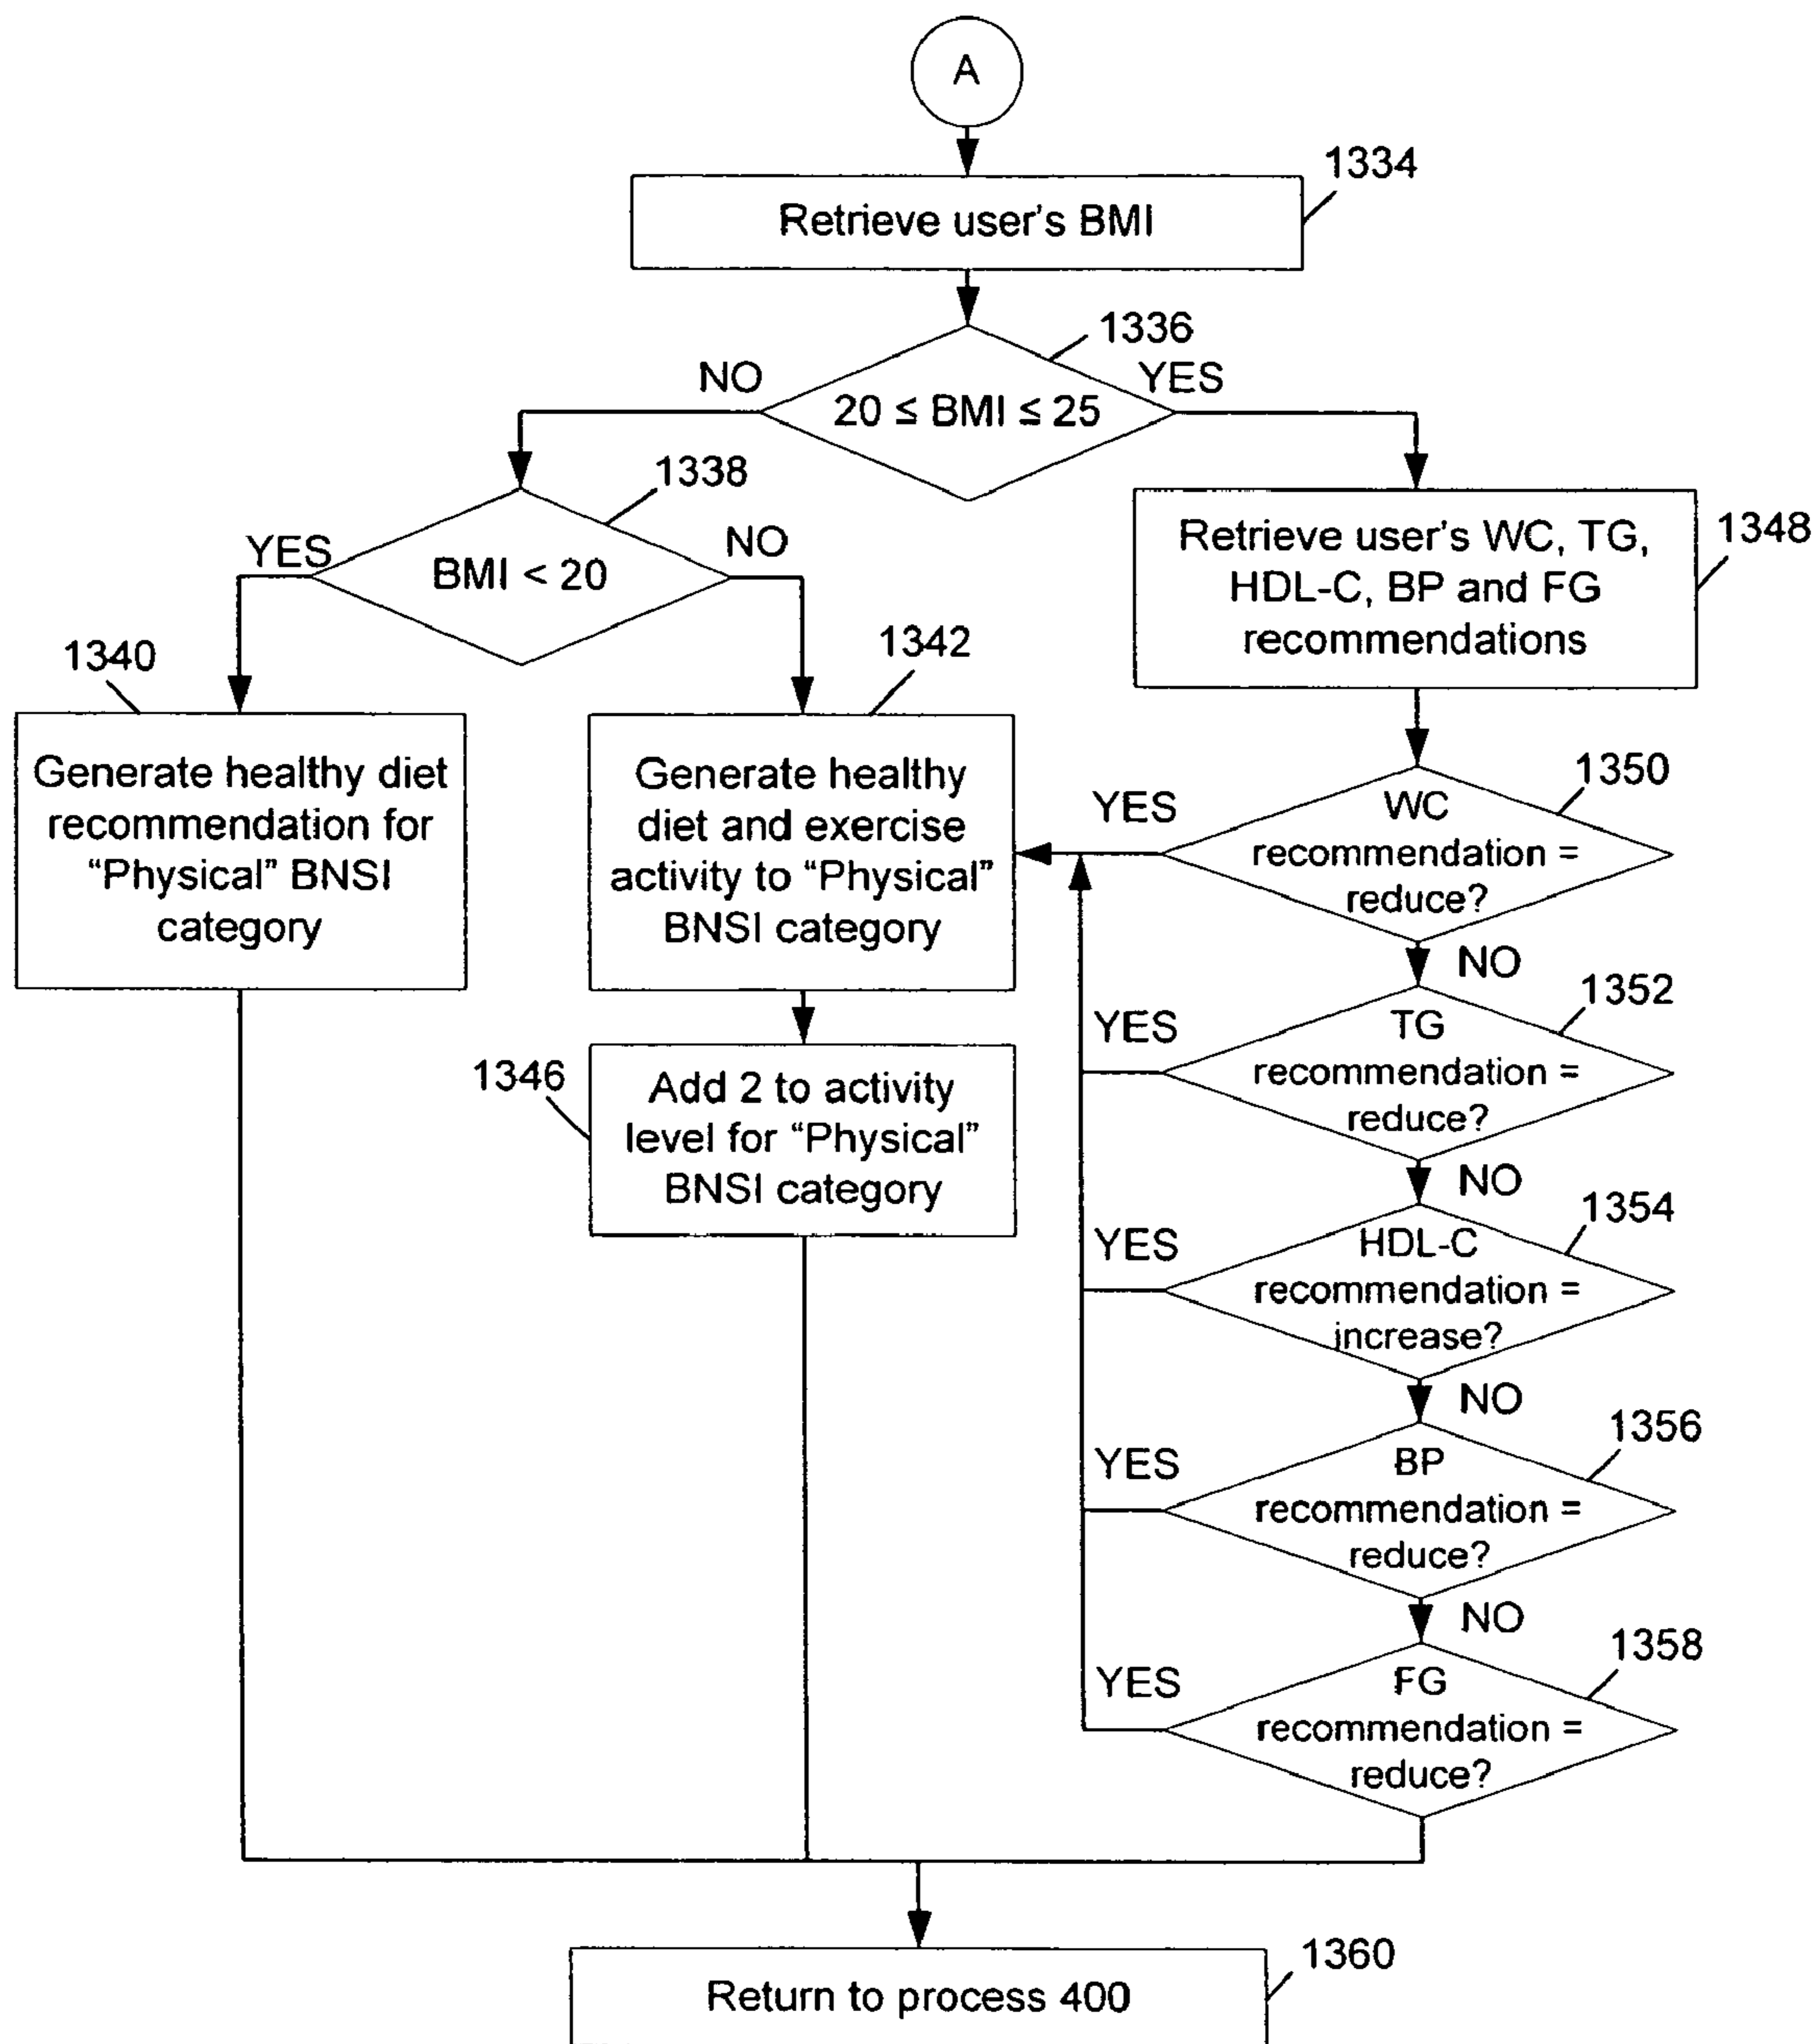 A
1334
Retrieve user's BMI
1336
NO
YES
20 ≤ BMI ≤ 25
1338
YES
NO
BMI < 20
Retrieve user's WC, TG,
HDL-C, BP and FG
recommendations
1348
1340
1342
Generate healthy diet
recommendation for
“Physical” BNSI
category
Generate healthy
diet and exercise
activity to “Physical”
BNSI category
1350
YES
WC
recommendation =
reduce?
NO
1346
Add 2 to activity
level for “Physical”
BNSI category
1352
YES
TG
recommendation =
reduce?
NO
1354
YES
HDL-C
recommendation =
increase?
NO
1356
YES
BP
recommendation =
reduce?
NO
1358
YES
FG
recommendation =
reduce?
1360
Return to process 400